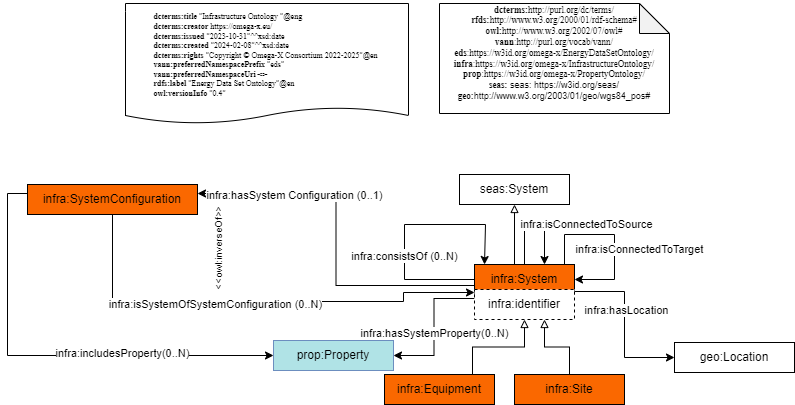 dcterms:title "Infrastructure Ontology "@eng
dcterms:creator https://omega-x.eu/
dcterms:issued "2023-10-31"^^xsd:date
dcterms:created "2024-02-08"^^xsd:date
dcterms:rights "Copyright © Omega-X Consortium 2022-2025"@en
vann:preferredNamespacePrefix "eds"
vann:preferredNamespaceUri <>
rdfs:label "Energy Data Set Ontology"@en
owl:versionInfo "0.4"
dcterms:http://purl.org/dc/terms/
rfds:http://www.w3.org/2000/01/rdf-schema#
owl:http://www.w3.org/2002/07/owl#
vann:http://purl.org/vocab/vann/
eds:https://w3id.org/omega-x/EnergyDataSetOntology/
infra:https://w3id.org/omega-x/InfrastructureOntology/
prop:https://w3id.org/omega-x/PropertyOntology/
seas: seas: https://w3id.org/seas/
geo:http://www.w3.org/2003/01/geo/wgs84_pos#
infra:SystemConfiguration
infra:hasSystem Configuration (0..1)
seas:System
infra:isConnectedToSource
infra:isConnectedToTarget
infra:consistsOf (0..N)
<<owl:inverseOf>>
infra:System
infra:identifier
infra:isSystemOfSystemConfiguration (0..N)
infra:hasLocation
infra:hasSystemProperty(0..N)
infra:includesProperty(0..N)
prop:Property
geo:Location
infra:Equipment
infra:Site